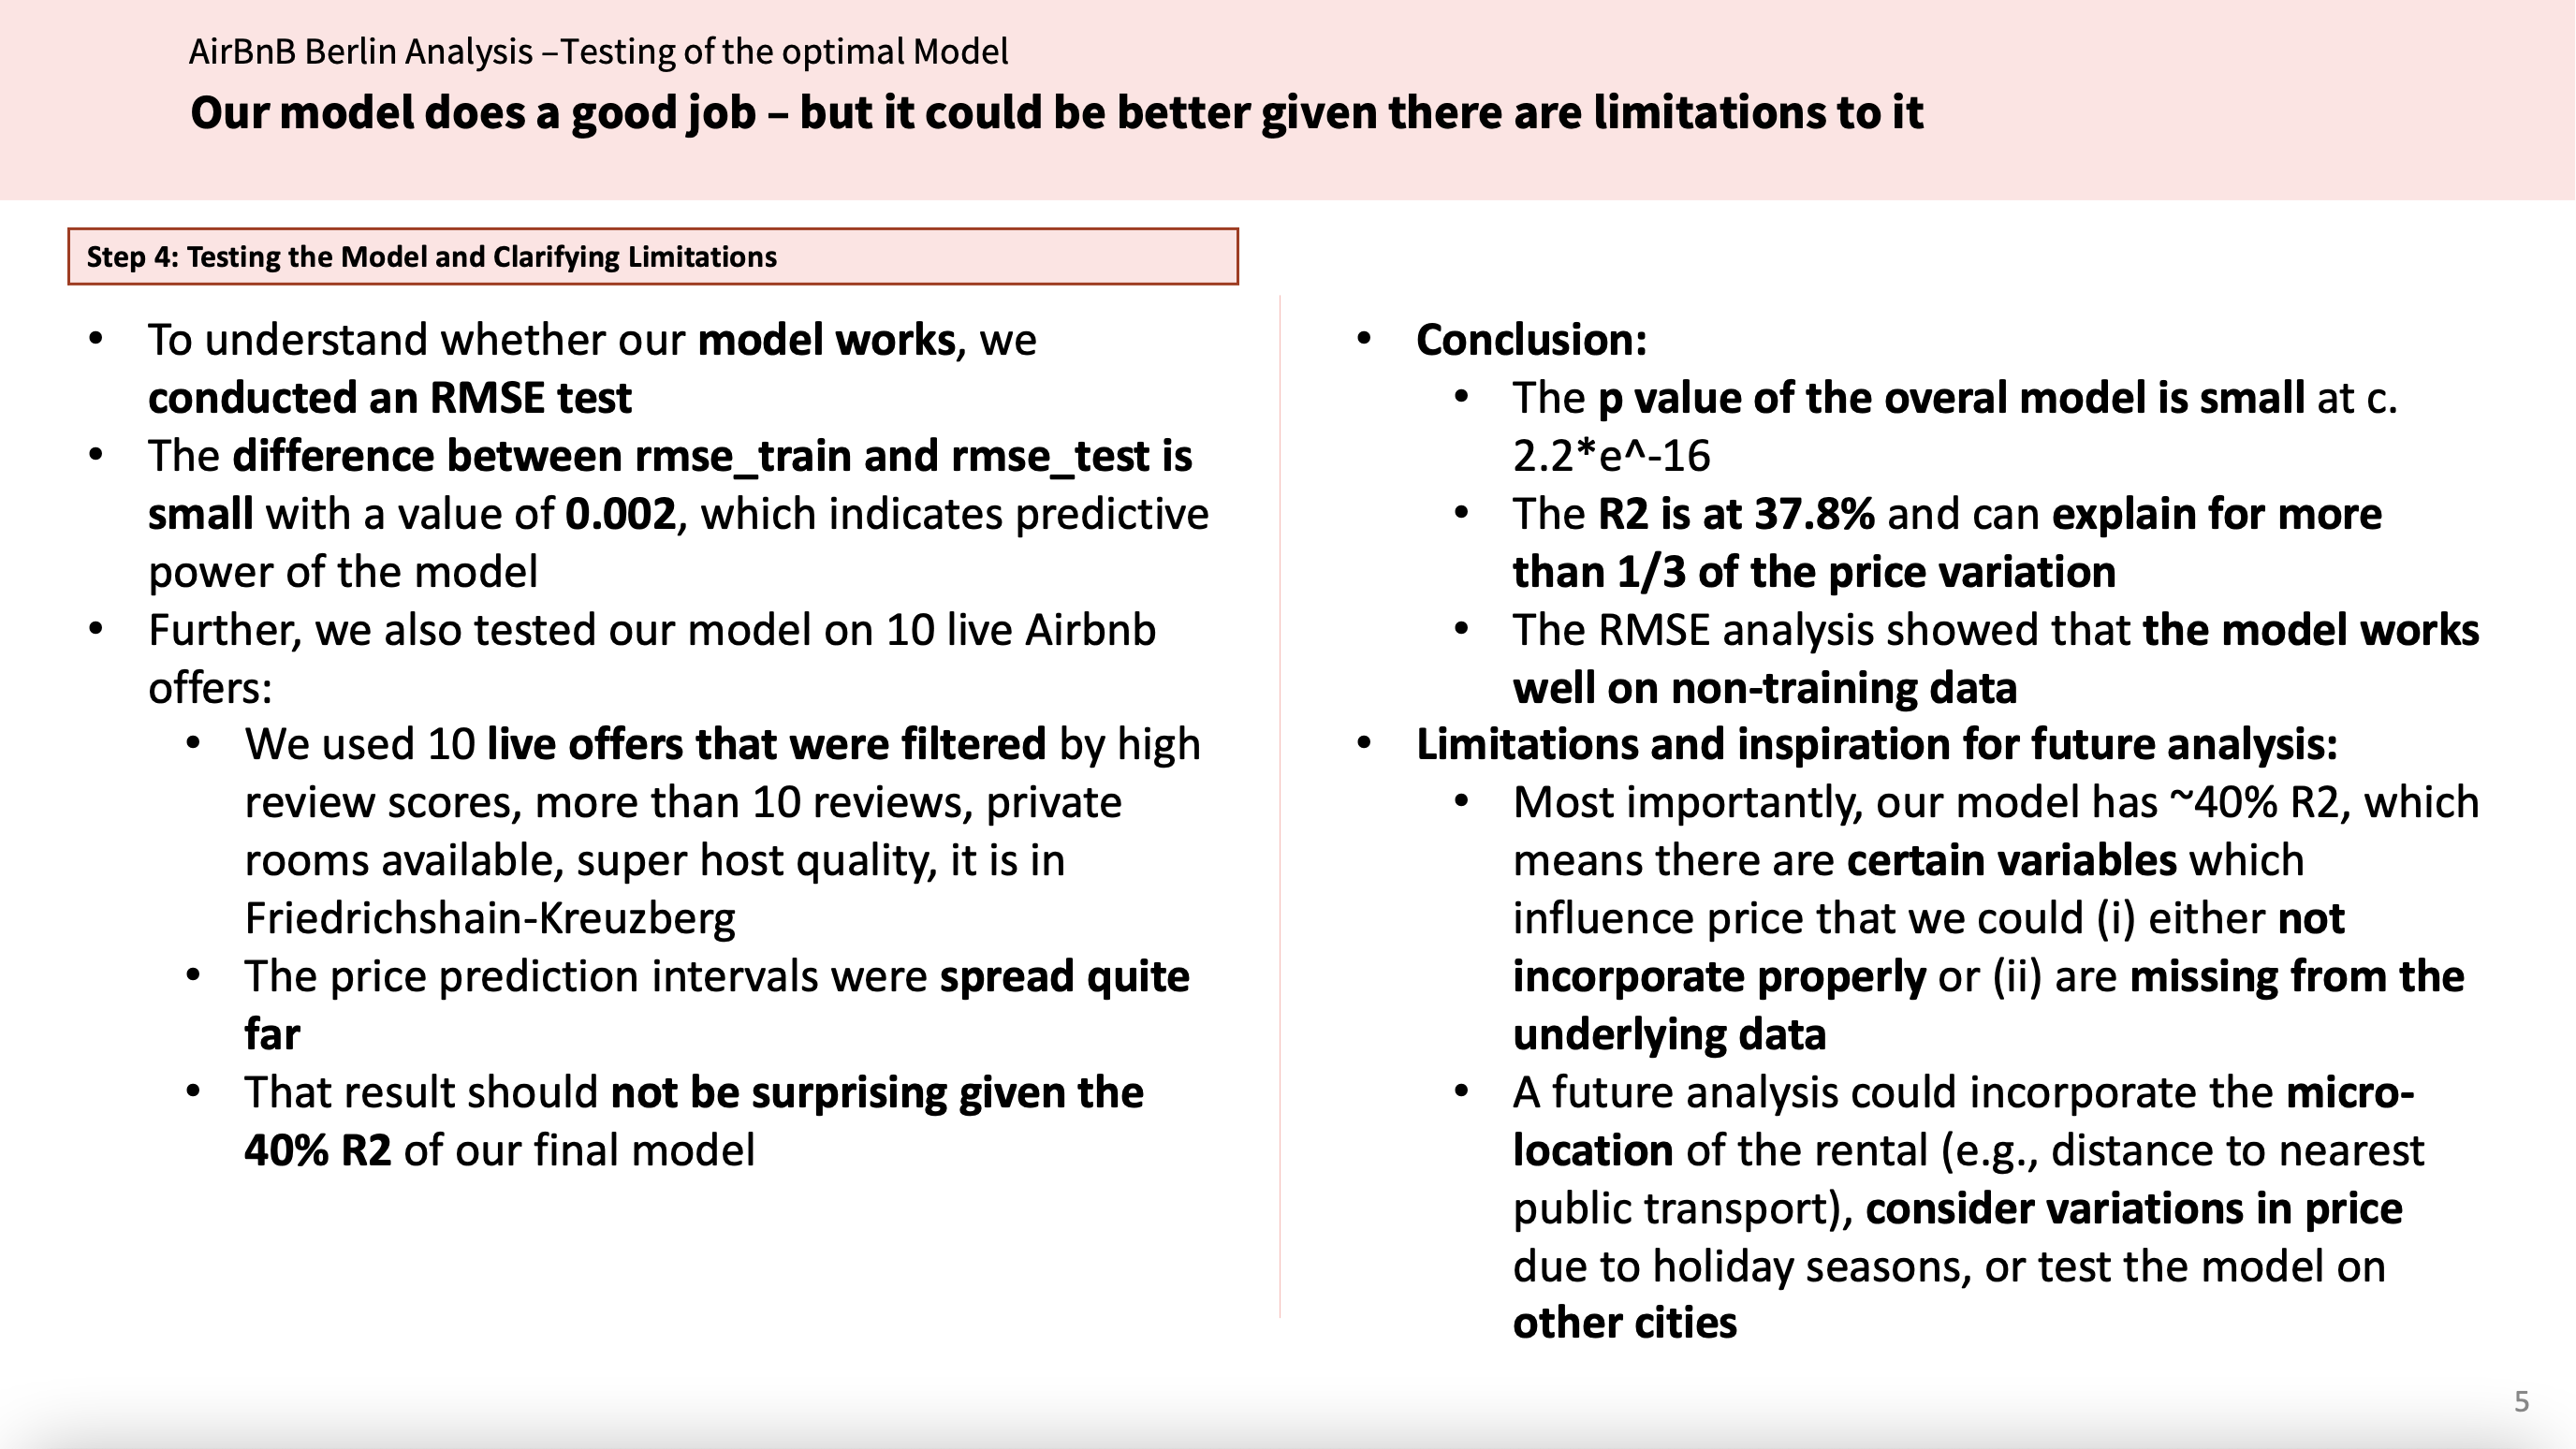 AirBnB Berlin Analysis –Testing of the optimal Model
Our model does a good job – but it could be better given there are limitations to it
Step 4: Testing the Model and Clarifying Limitations
• To understand whether our model works, we
conducted an RMSE test
• The difference between rmse_train and rmse_test is
small with a value of 0.002, which indicates predictive
power of the model
• Further, we also tested our model on 10 live Airbnb
offers:
• We used 10 live offers that were filtered by high
review scores, more than 10 reviews, private
rooms available, super host quality, it is in
Friedrichshain-Kreuzberg
• The price prediction intervals were spread quite
far
• That result should not be surprising given the
40% R2 of our final model
• Conclusion:
• The p value of the overal model is small at c.
2.2*e^-16
• The R2 is at 37.8% and can explain for more
than 1/3 of the price variation
• The RMSE analysis showed that the model works
well on non-training data
• Limitations and inspiration for future analysis:
• Most importantly, our model has ~40% R2, which
means there are certain variables which
influence price that we could (i) either not
incorporate properly or (ii) are missing from the
underlying data
• A future analysis could incorporate the micro-
location of the rental (e.g., distance to nearest
public transport), consider variations in price
due to holiday seasons, or test the model on
other cities
5